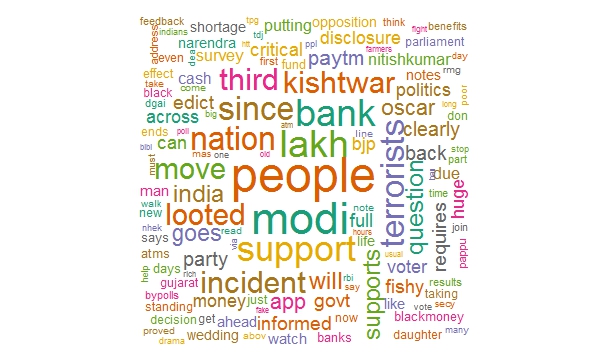 feedback tpg opposition think
indians shortage putting fight benefits
address narendra tdj disclosure parliament
even dea survey htt critical ppl farmers
effect cash first fund paytm nitishkumar day
take third kishtwar notes rmg
black come since bank oscar politics long poor
dgai edict big
across atm clearly don
ends can poll nation lakh line bjp back stop
bibi mas one old part
must move people terrorists question due
man india pat time huge
walk looted modi note full requires join
new goes read hours life usual pappu
nhek via
says party support supports voter results
atms rbi
help days rich incident will say fishy taking
gujarat
bypolls money just app govt like vote secy
standing fake blackmoney
decision get ahead informed now many
proved wedding abov watch banks daughter
drama